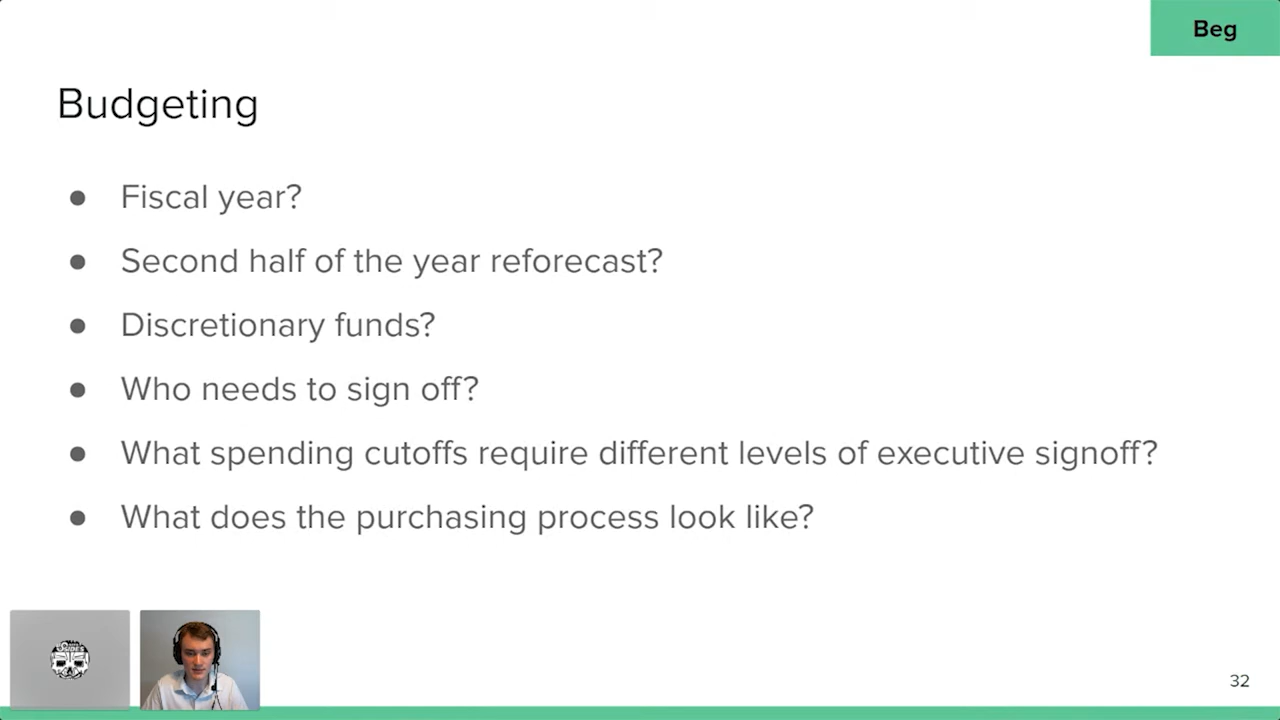 Beg
Budgeting
● Fiscal year?
● Second half of the year reforecast?
● Discretionary funds?
● Who needs to sign off?
● What spending cutoffs require different levels of executive signoff?
● What does the purchasing process look like?
32